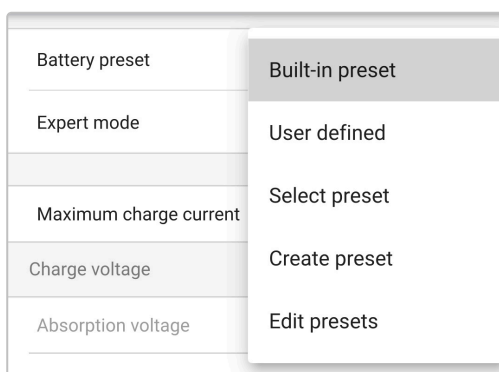 Battery preset
Built-in preset
Expert mode
User defined
Select preset
Maximum charge current
Create preset
Charge voltage
Absorption voltage
Edit presets